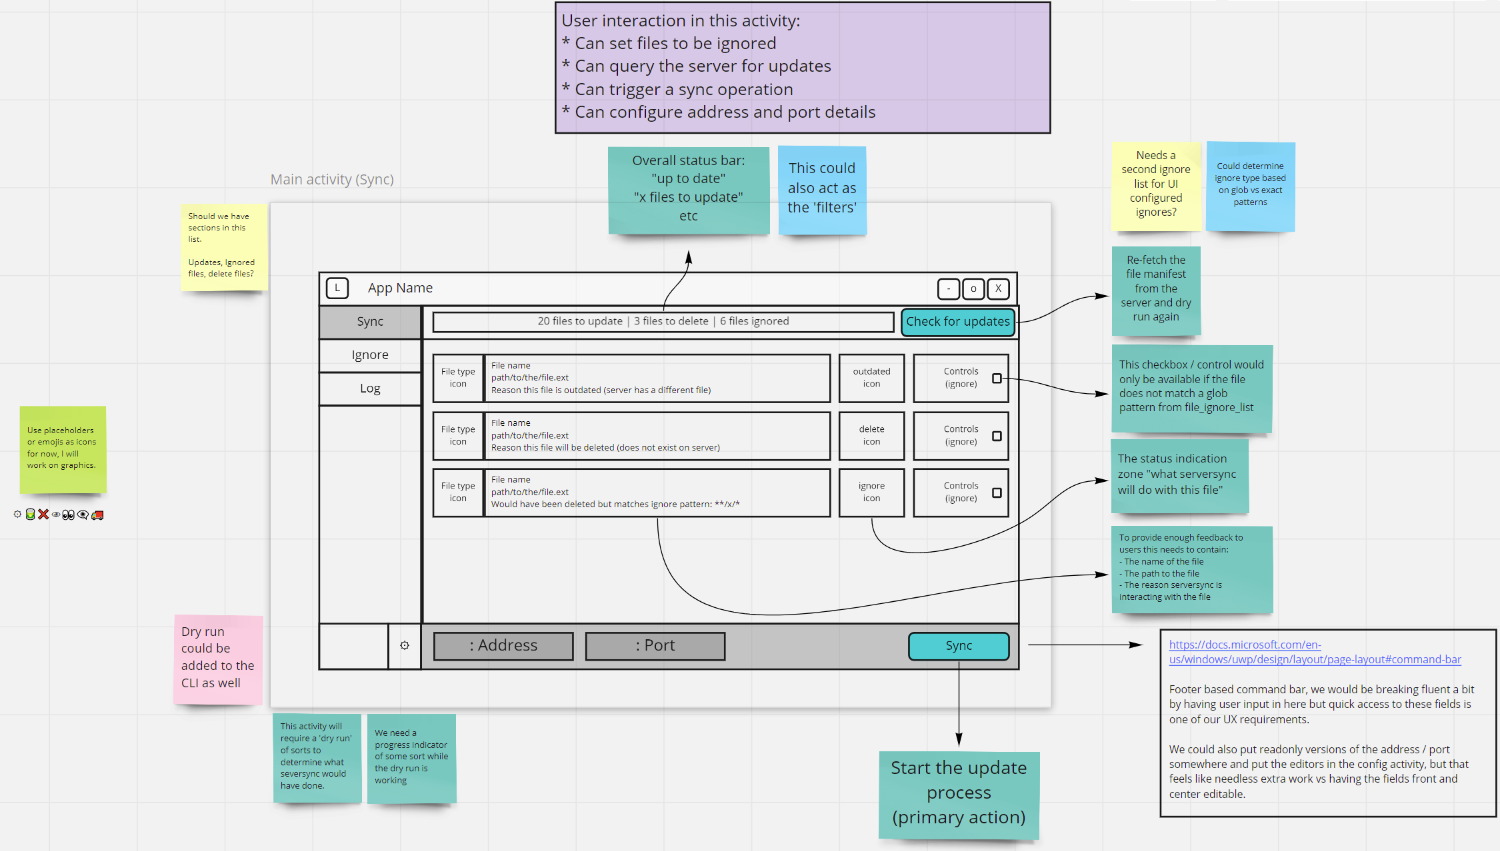 User interaction in this activity:
* Can set files to be ignored
* Can query the server for updates
* Can trigger a sync operation
* Can configure address and port details
Overall status bar:
"up to date"
"x files to update"
etc
This could
also act as
the 'filters'
Needs a
second ignore
list for UI
configured
ignores?
Could determine
ignore type based
on glob vs exact
patterns
Main activity (Sync)
Should we have
sections in this
list.
Updates, Ignored
files, delete files?
Re-fetch the
file manifest
from the
server and dry
run again
L
App Name
-
o
X
Sync
20 files to update | 3 files to delete | 6 files ignored
Check for updates
Ignore
Log
File type
icon
File name
path/to/the/file.ext
Reason this file is outdated (server has a different file)
outdated
icon
Controls
(ignore)
This checkbox / control would
only be available if the file
does not match a glob
pattern from file_ignore_list
File type
icon
File name
path/to/the/file.ext
Reason this file will be deleted (does not exist on server)
delete
icon
Controls
(ignore)
Use placeholders
or emojis as icons
for now, I will
work on graphics.
The status indication
zone "what serversync
will do with this file"
File type
icon
File name
path/to/the/file.ext
Would have been deleted but matches ignore pattern: **/x/*
ignore
icon
Controls
(ignore)
To provide enough feedback to
users this needs to contain:
- The name of the file
- The path to the file
- The reason serversync is
interacting with the file
Dry run
could be
added to the
CLI as well
: Address
: Port
Sync
https://docs.microsoft.com/en-
us/windows/uwp/design/layout/page-layout#command-bar
Footer based command bar, we would be breaking fluent a bit
by having user input in here but quick access to these fields is
one of our UX requirements.
We could also put readonly versions of the address / port
somewhere and put the editors in the config activity, but that
feels like needless extra work vs having the fields front and
center editable.
This activity will
require a 'dry run'
of sorts to
determine what
seversync would
have done.
We need a
progress indicator
of some sort while
the dry run is
working
Start the update
process
(primary action)